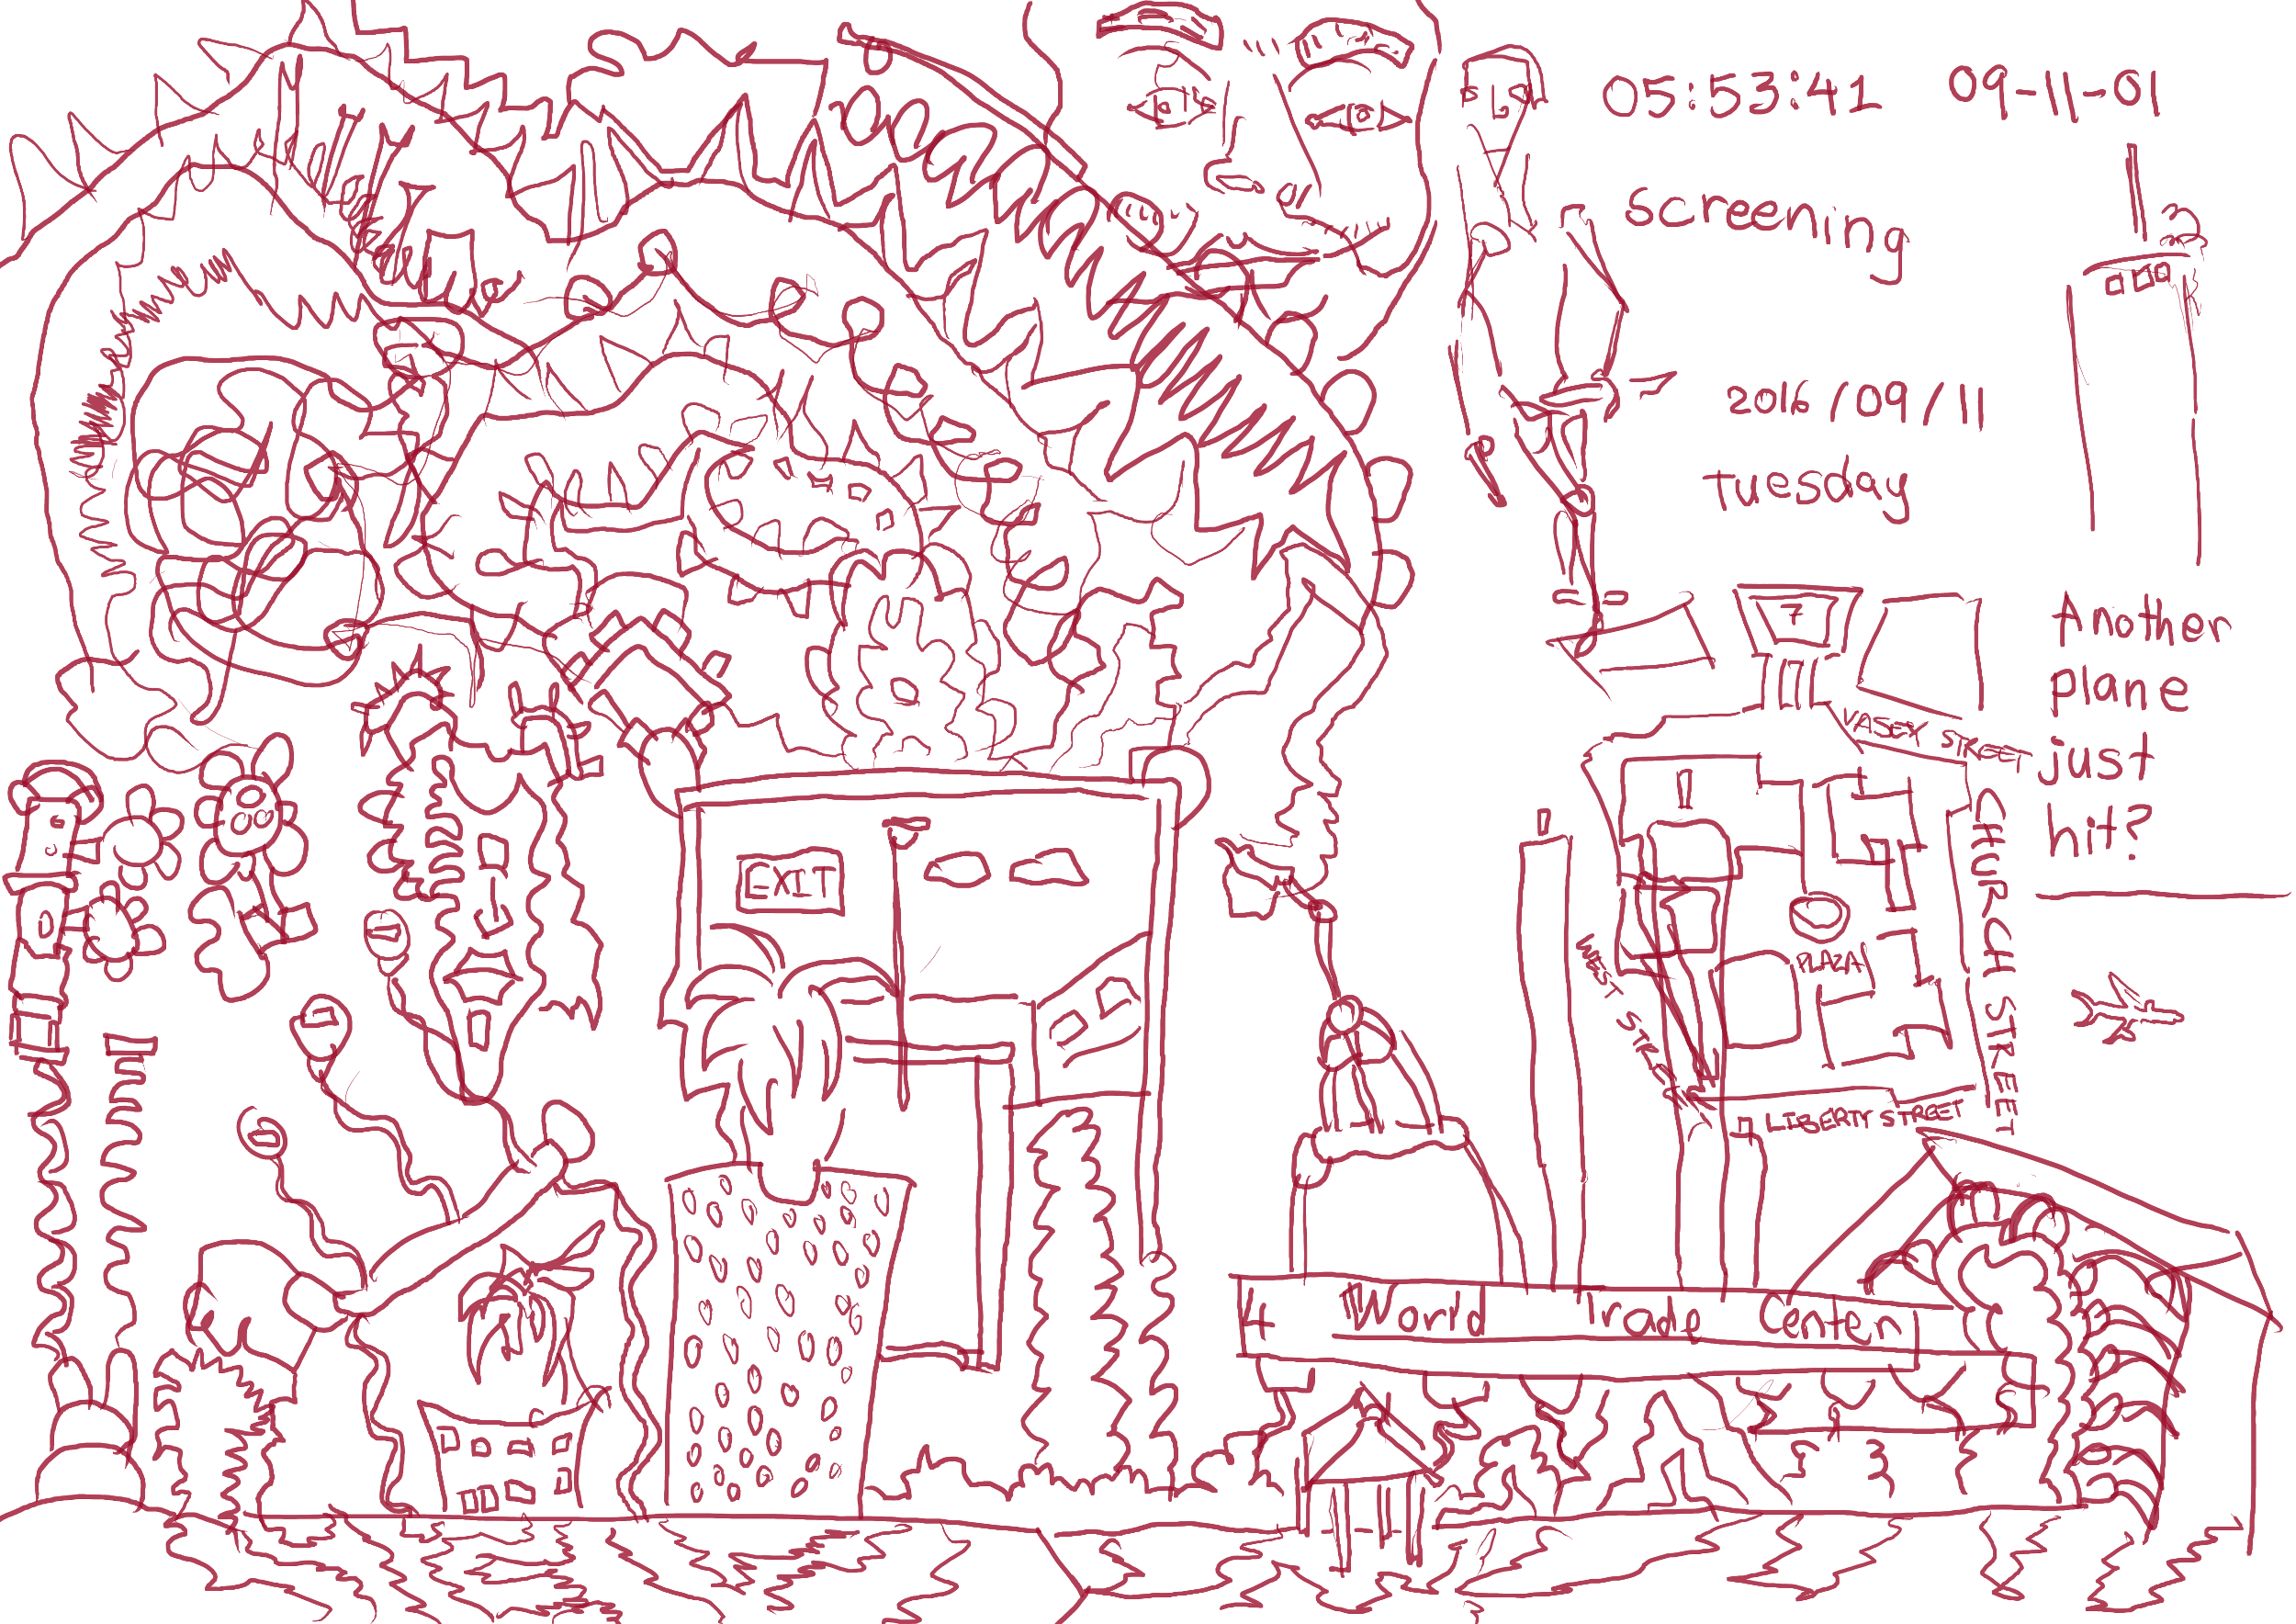 05:53:41 09-11-01
screening
2016/09/11
Tuesday
7
Another
plane
just
hit?
VASEY STREET
CHURCH STREET
PLAZA
WEST STREET
LIBERTY STREET
EXIT
4 World Trade Center